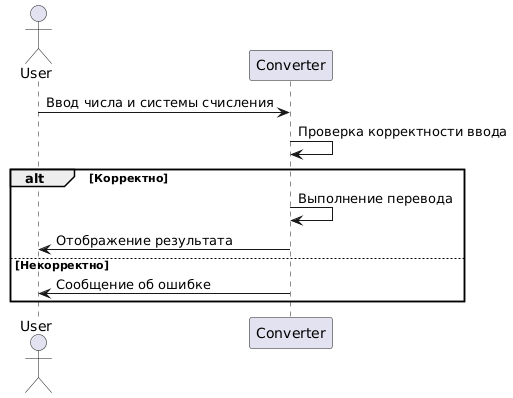 User
Converter
Ввод числа и системы счисления
Проверка корректности ввода
alt
[Корректно]
Выполнение перевода
Отображение результата
[Некорректно]
Сообщение об ошибке
User
Converter